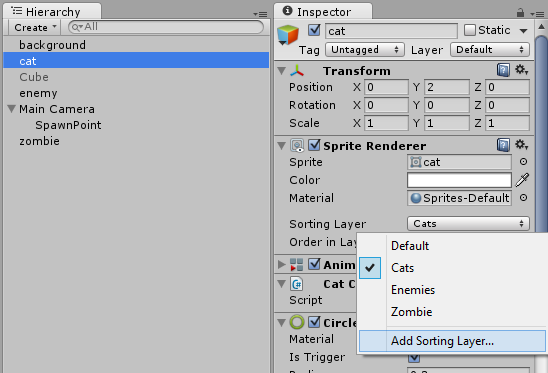 Hierarchy
Create
All
background
cat
Cube
enemy
Main Camera
SpawnPoint
zombie
Inspector
cat
Static
Tag Untagged Layer Default
Transform
Position X 0 Y 2 Z 0
Rotation X 0 Y 0 Z 0
Scale X 1 Y 1 Z 1
Sprite Renderer
Sprite cat
Color
Material Sprites-Default
Sorting Layer Cats
Order in Lay
Default
Cats
Enemies
Zombie
Add Sorting Layer...
Anim
Cat C
Script
Circle
Material
Is Trigger